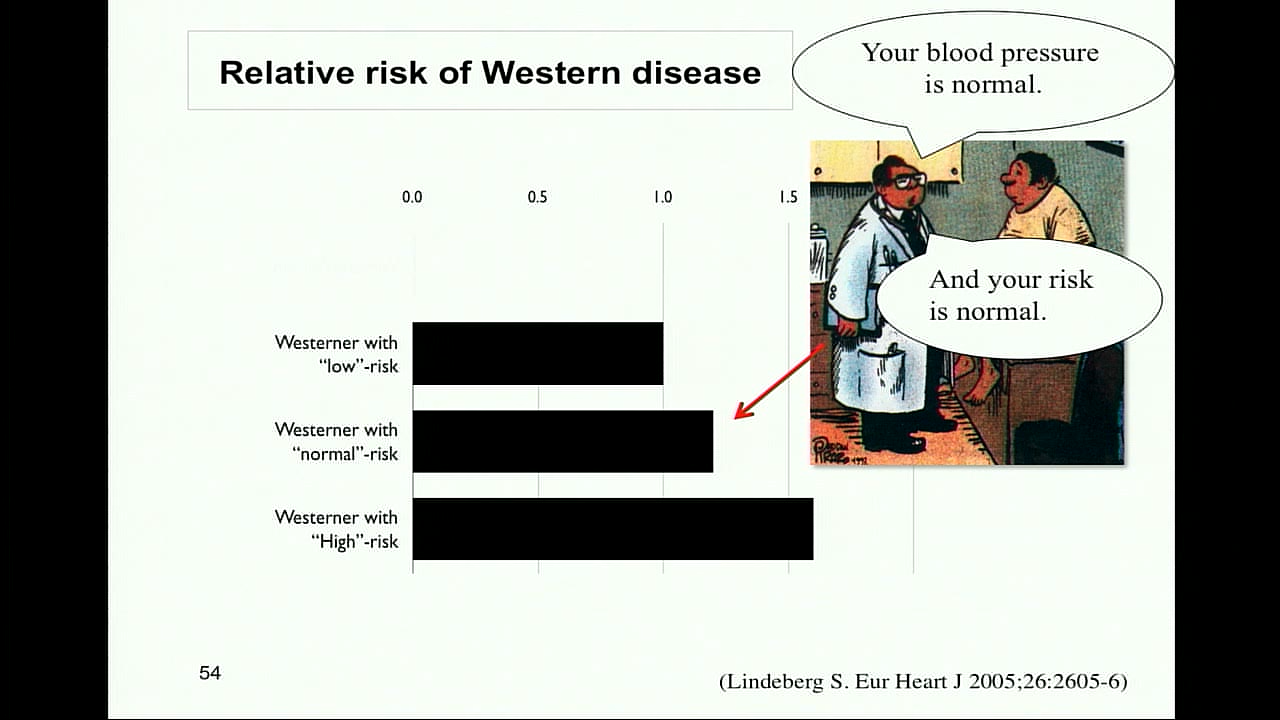 Relative risk of Western disease
Your blood pressure
is normal.
0.0 0.5 1.0 1.5
And your risk
is normal.
Westerner with
“low”-risk
Westerner with
“normal”-risk
Westerner with
“High”-risk
54
(Lindeberg S. Eur Heart J 2005;26:2605-6)